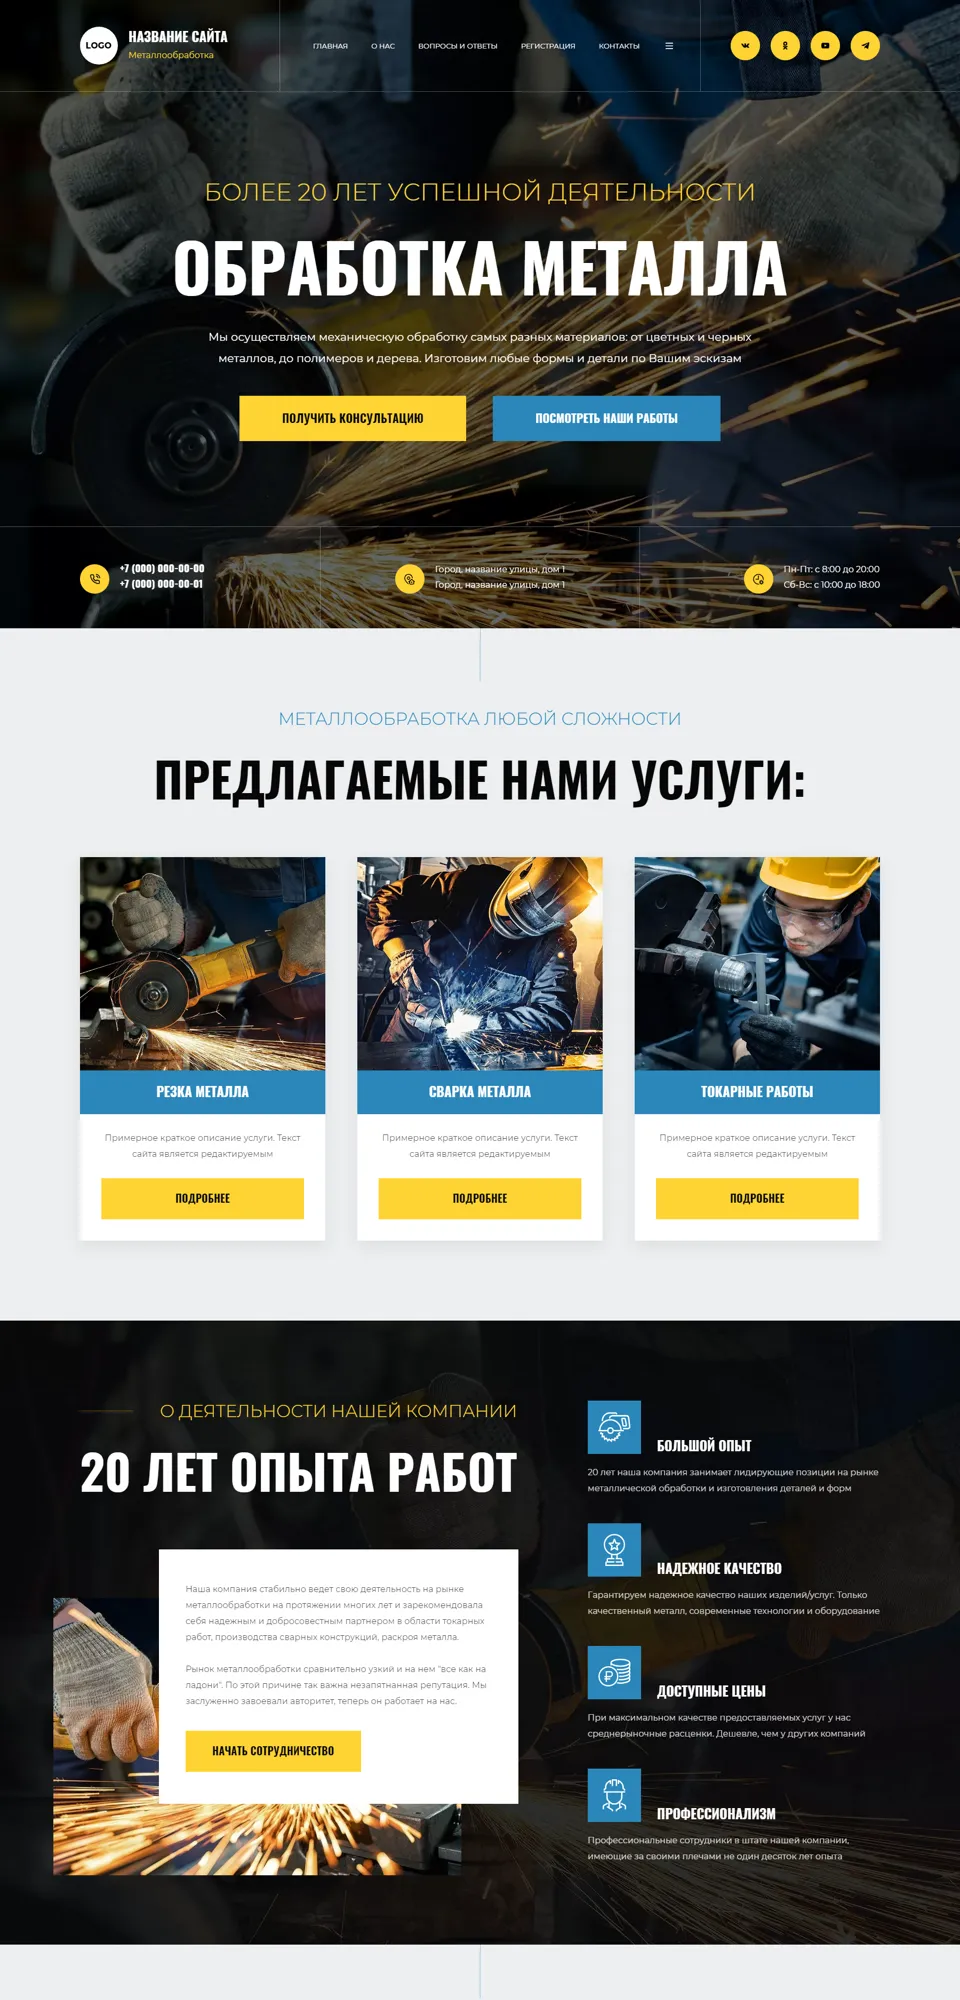 LOGO
НАЗВАНИЕ САЙТА
Металлообработка
ГЛАВНАЯ
О НАС
ВОПРОСЫ И ОТВЕТЫ
РЕГИСТРАЦИЯ
КОНТАКТЫ
БОЛЕЕ 20 ЛЕТ УСПЕШНОЙ ДЕЯТЕЛЬНОСТИ
ОБРАБОТКА МЕТАЛЛА
Мы осуществляем механическую обработку самых разных материалов: от цветных и черных
металлов, до полимеров и дерева. Изготовим любые формы и детали по Вашим эскизам
ПОЛУЧИТЬ КОНСУЛЬТАЦИЮ
ПОСМОТРЕТЬ НАШИ РАБОТЫ
+7 (000) 000-00-00
+7 (000) 000-00-01
Город, название улицы, дом 1
Город, название улицы, дом 1
Пн-Пт: с 8:00 до 20:00
Сб-Вс: с 10:00 до 18:00
МЕТАЛЛООБРАБОТКА ЛЮБОЙ СЛОЖНОСТИ
ПРЕДЛАГАЕМЫЕ НАМИ УСЛУГИ:
РЕЗКА МЕТАЛЛА
Примерное краткое описание услуги. Текст
сайта является редактируемым
ПОДРОБНЕЕ
СВАРКА МЕТАЛЛА
Примерное краткое описание услуги. Текст
сайта является редактируемым
ПОДРОБНЕЕ
ТОКАРНЫЕ РАБОТЫ
Примерное краткое описание услуги. Текст
сайта является редактируемым
ПОДРОБНЕЕ
О ДЕЯТЕЛЬНОСТИ НАШЕЙ КОМПАНИИ
20 ЛЕТ ОПЫТА РАБОТ
Наша компания стабильно ведет свою деятельность на рынке
металлообработки на протяжении многих лет и зарекомендовала
себя надежным и добросовестным партнером в области токарных
работ, производства сварных конструкций, раскроя металла.
Рынок металлообработки сравнительно узкий и на нем "все как на
ладони". По этой причине так важна незапятнанная репутация. Мы
заслуженно завоевали авторитет, теперь он работает на нас.
НАЧАТЬ СОТРУДНИЧЕСТВО
БОЛЬШОЙ ОПЫТ
20 лет наша компания занимает лидирующие позиции на рынке
металлической обработки и изготовления деталей и форм
НАДЕЖНОЕ КАЧЕСТВО
Гарантируем надежное качество наших изделий/услуг. Только
качественный металл, современные технологии и оборудование
ДОСТУПНЫЕ ЦЕНЫ
При максимальном качестве предоставляемых услуг у нас
среднерыночные расценки. Дешевле, чем у других компаний
ПРОФЕССИОНАЛИЗМ
Профессиональные сотрудники в штате нашей компании,
имеющие за своими плечами не один десяток лет опыта